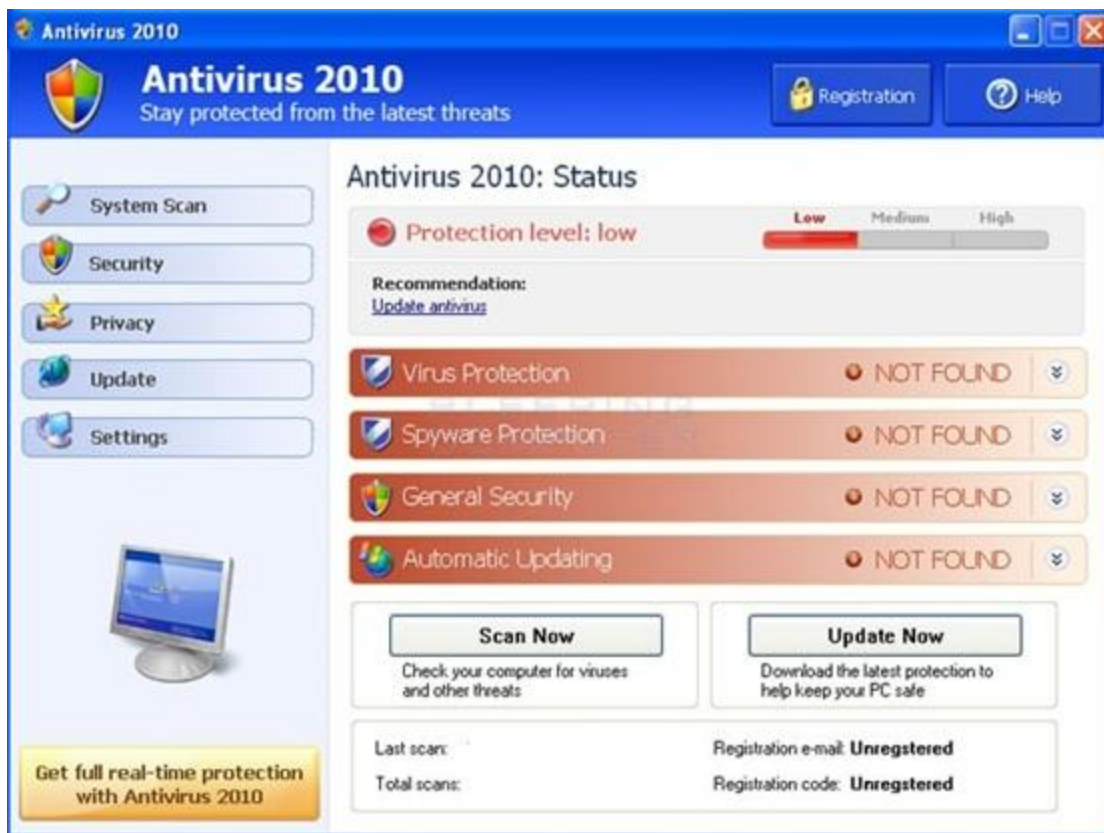 Antivirus 2010
Antivirus 2010
Stay protected from the latest threats
Registration
Help
System Scan
Security
Privacy
Update
Settings
Get full real-time protection
with Antivirus 2010
Antivirus 2010: Status
Protection level: low
Low Medium High
Recommendation:
Update antivirus
Virus Protection NOT FOUND
Spyware Protection NOT FOUND
General Security NOT FOUND
Automatic Updating NOT FOUND
Scan Now
Check your computer for viruses
and other threats
Update Now
Download the latest protection to
help keep your PC safe
Last scan:
Total scans:
Registration e-mail: Unregstered
Registration code: Unregstered